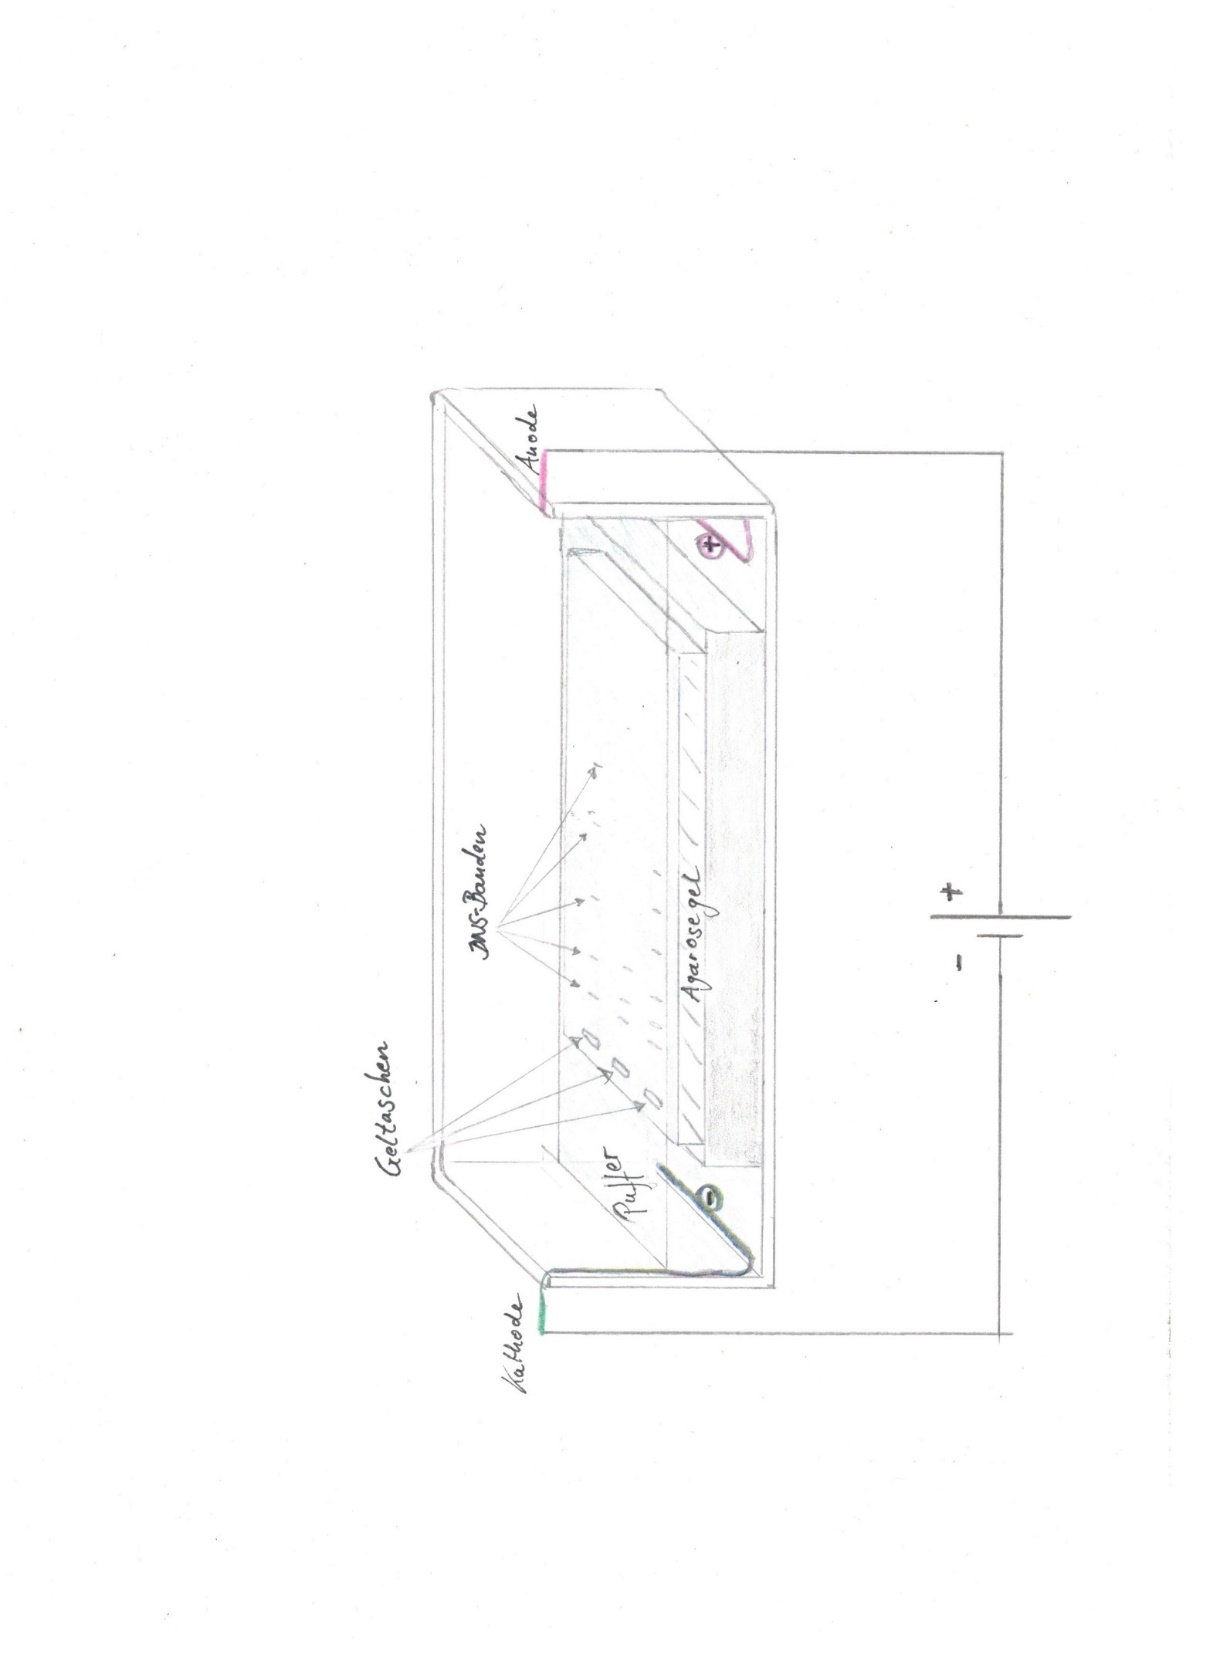 Geltaschen
DNS-Banden
Kathode
Anode
Puffer
Agarosegel
-
+
-
+